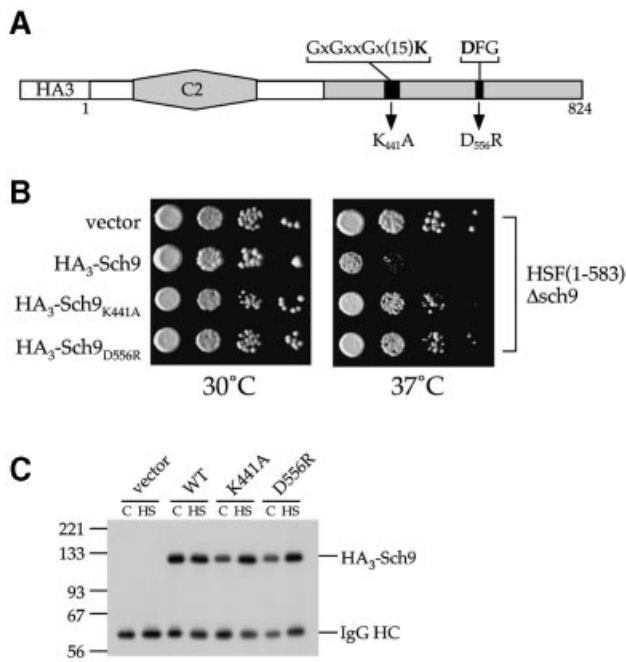 A
GxGxxGx(15)K DFG
HA3 C2
1 824
K441A D556R
B
vector
HA3-Sch9
HA3-Sch9K441A
HA3-Sch9D556R
HSF(1-583)
Δsch9
30°C 37°C
C
vector WT K441A D556R
C HS C HS C HS C HS
221
133
93
67
56
HA3-Sch9
IgG HC